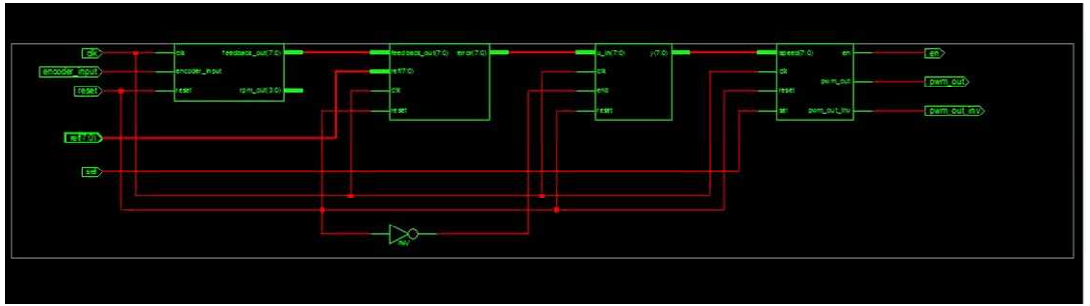 clk
encoder_input
reset
ref(7:0)
sel
clk
encoder_input
reset
feedback_out(7:0)
rpm_out(3:0)
feedback_out(7:0)
ref(7:0)
clk
reset
error(7:0)
u_in(7:0)
clk
reset
y(7:0)
speed(7:0)
clk
reset
sel
en
pwm_out
pwm_out_inv
en
pwm_out
pwm_out_inv
INV